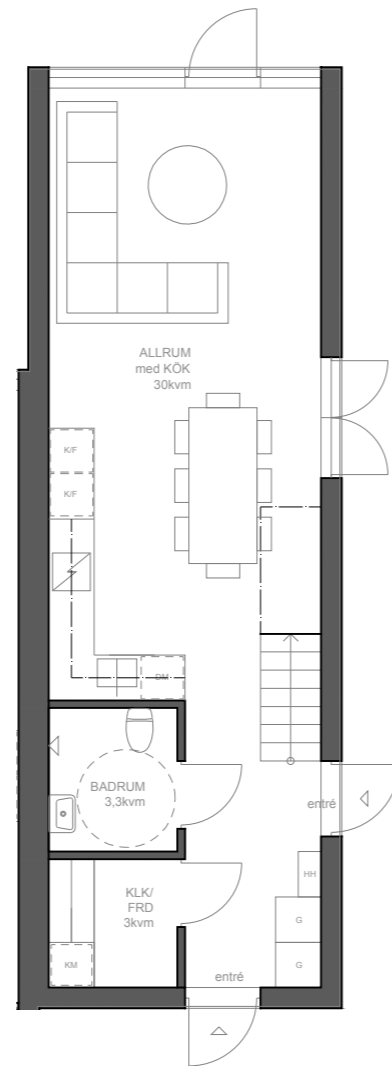 ALLRUM
med KÖK
30kvm
K/F
K/F
DM
BADRUM
3,3kvm
entré
HH
KLK/
FRD
3kvm
G
KM
G
entré